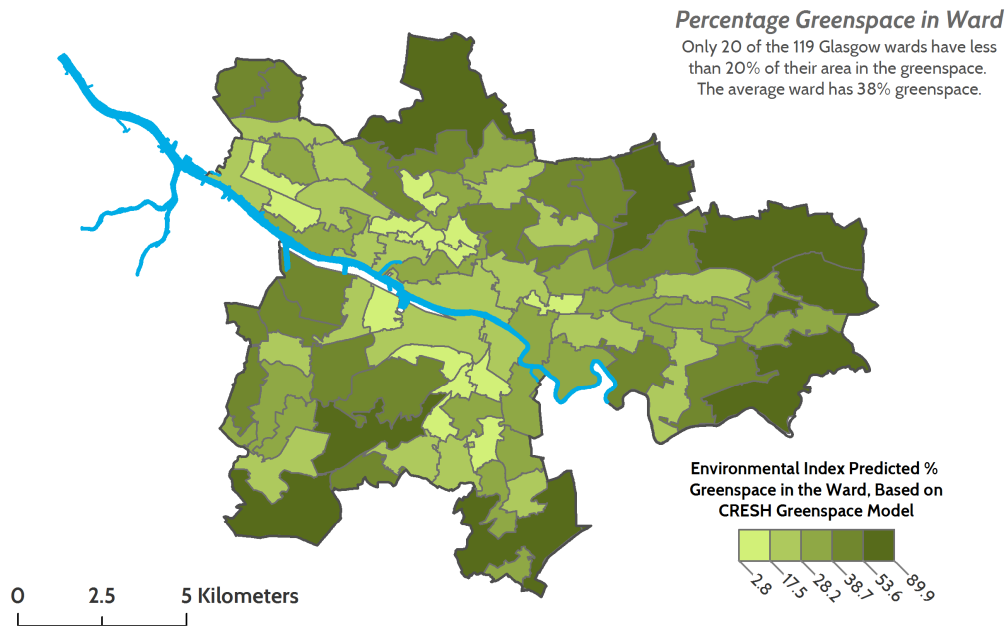 Percentage Greenspace in Ward
Only 20 of the 119 Glasgow wards have less
than 20% of their area in the greenspace.
The average ward has 38% greenspace.
Environmental Index Predicted %
Greenspace in the Ward, Based on
CRESH Greenspace Model
2.8
17.5
28.2
38.7
53.6
89.9
0 2.5 5 Kilometers